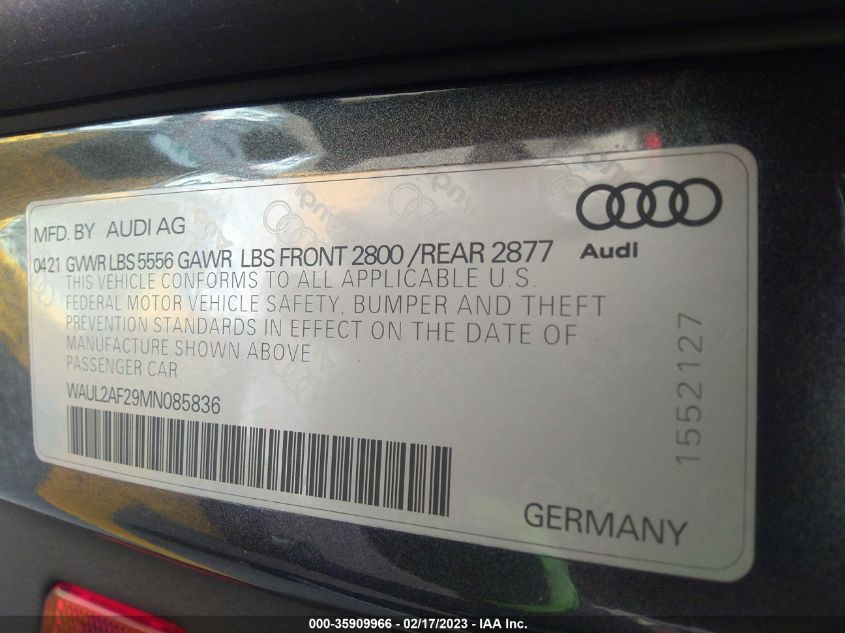 MFD. BY AUDI AG
0421 GVWR LBS 5556 GAWR LBS FRONT 2800 /REAR 2877
THIS VEHICLE CONFORMS TO ALL APPLICABLE U.S.
FEDERAL MOTOR VEHICLE SAFETY, BUMPER AND THEFT
PREVENTION STANDARDS IN EFFECT ON THE DATE OF
MANUFACTURE SHOWN ABOVE
PASSENGER CAR
WAUL2AF29MN085836
Audi
1552127
GERMANY
000-35909966 - 02/17/2023 - IAA Inc.